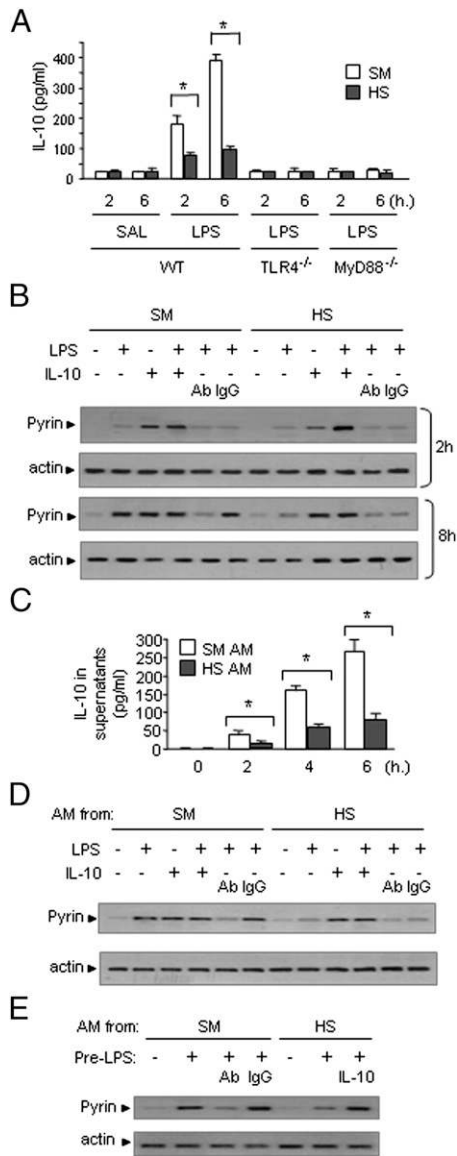 A
IL-10 (pg/ml)
400
300
200
100
0
* *
SM
HS
2 6 2 6 2 6 2 6 (h.)
SAL LPS LPS LPS
WT TLR4-/- MyD88-/-
B
SM HS
LPS - + - + + + - + - + + +
IL-10 - - + + - - - - + + - -
Ab IgG Ab IgG
Pyrin
actin
2h
Pyrin
actin
8h
C
IL-10 in
supernatants
(pg/ml)
300
250
200
150
100
50
0
SM AM
HS AM
* * *
0 2 4 6 (h.)
D
AM from: SM HS
LPS - + - + + + - + - + + +
IL-10 - - + + - - - - + + - -
Ab IgG Ab IgG
Pyrin
actin
E
AM from: SM HS
Pre-LPS: - + + + - + +
Ab IgG IL-10
Pyrin
actin